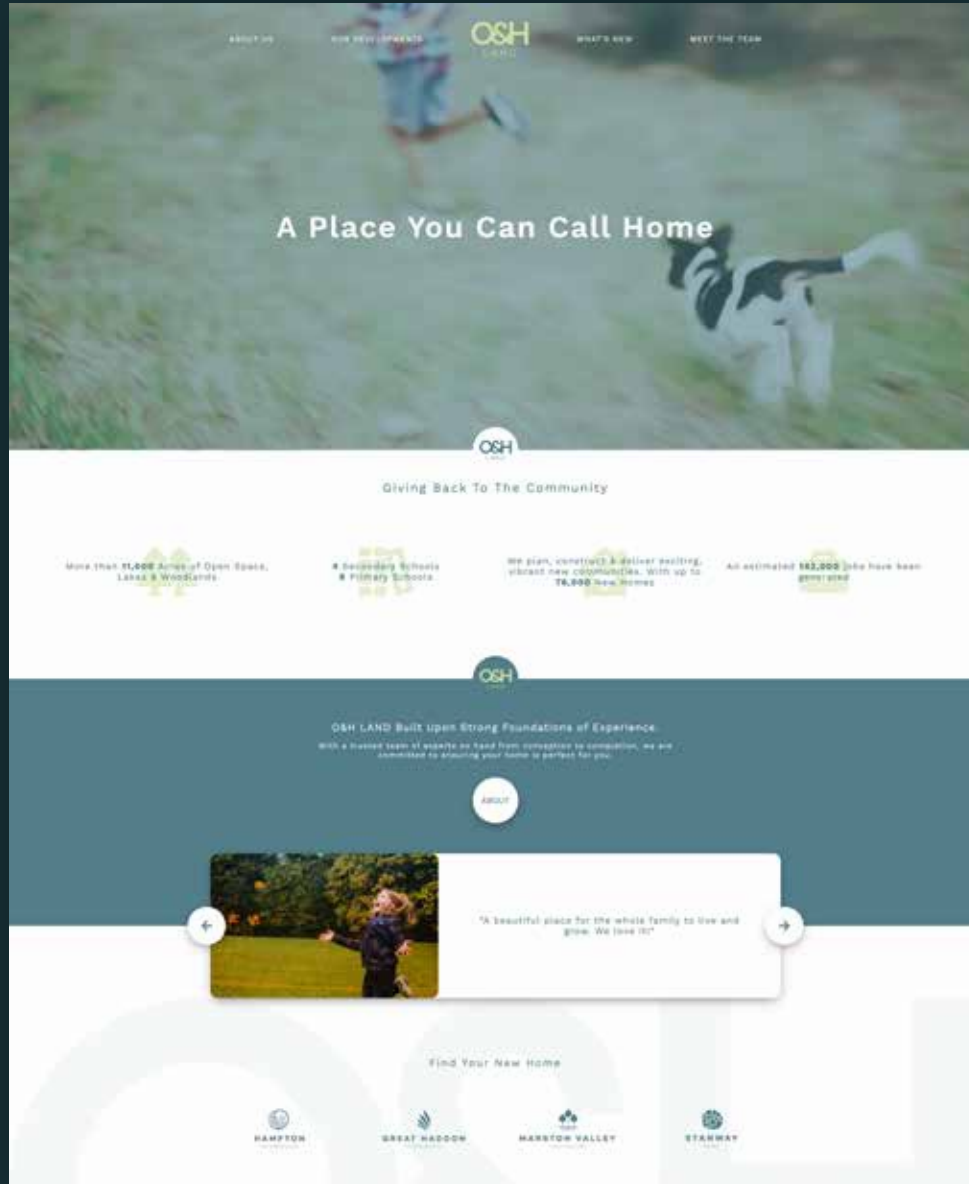 ABOUT US
OUR DEVELOPMENTS
O&H
LAND
WHAT'S NEW
MEET THE TEAM
A Place You Can Call Home
O&H
LAND
Giving Back To The Community
More than 11,000 Acres of Open Space,
Lakes & Woodlands
Secondary Schools
Primary Schools
We plan, construct & deliver exciting,
vibrant new communities. With up to
New Homes
An estimated jobs have been
generated
O&H
LAND
O&H LAND Built Upon Strong Foundations of Experience.
With a trusted team of experts on hand from conception to completion, we are
committed to ensuring your home is perfect for you.
ABOUT
"A beautiful place for the whole family to live and
grow. We love it!"
O&H
Find Your New Home
HAMPTON
GREAT HADDON
MARSTON VALLEY
STANWAY